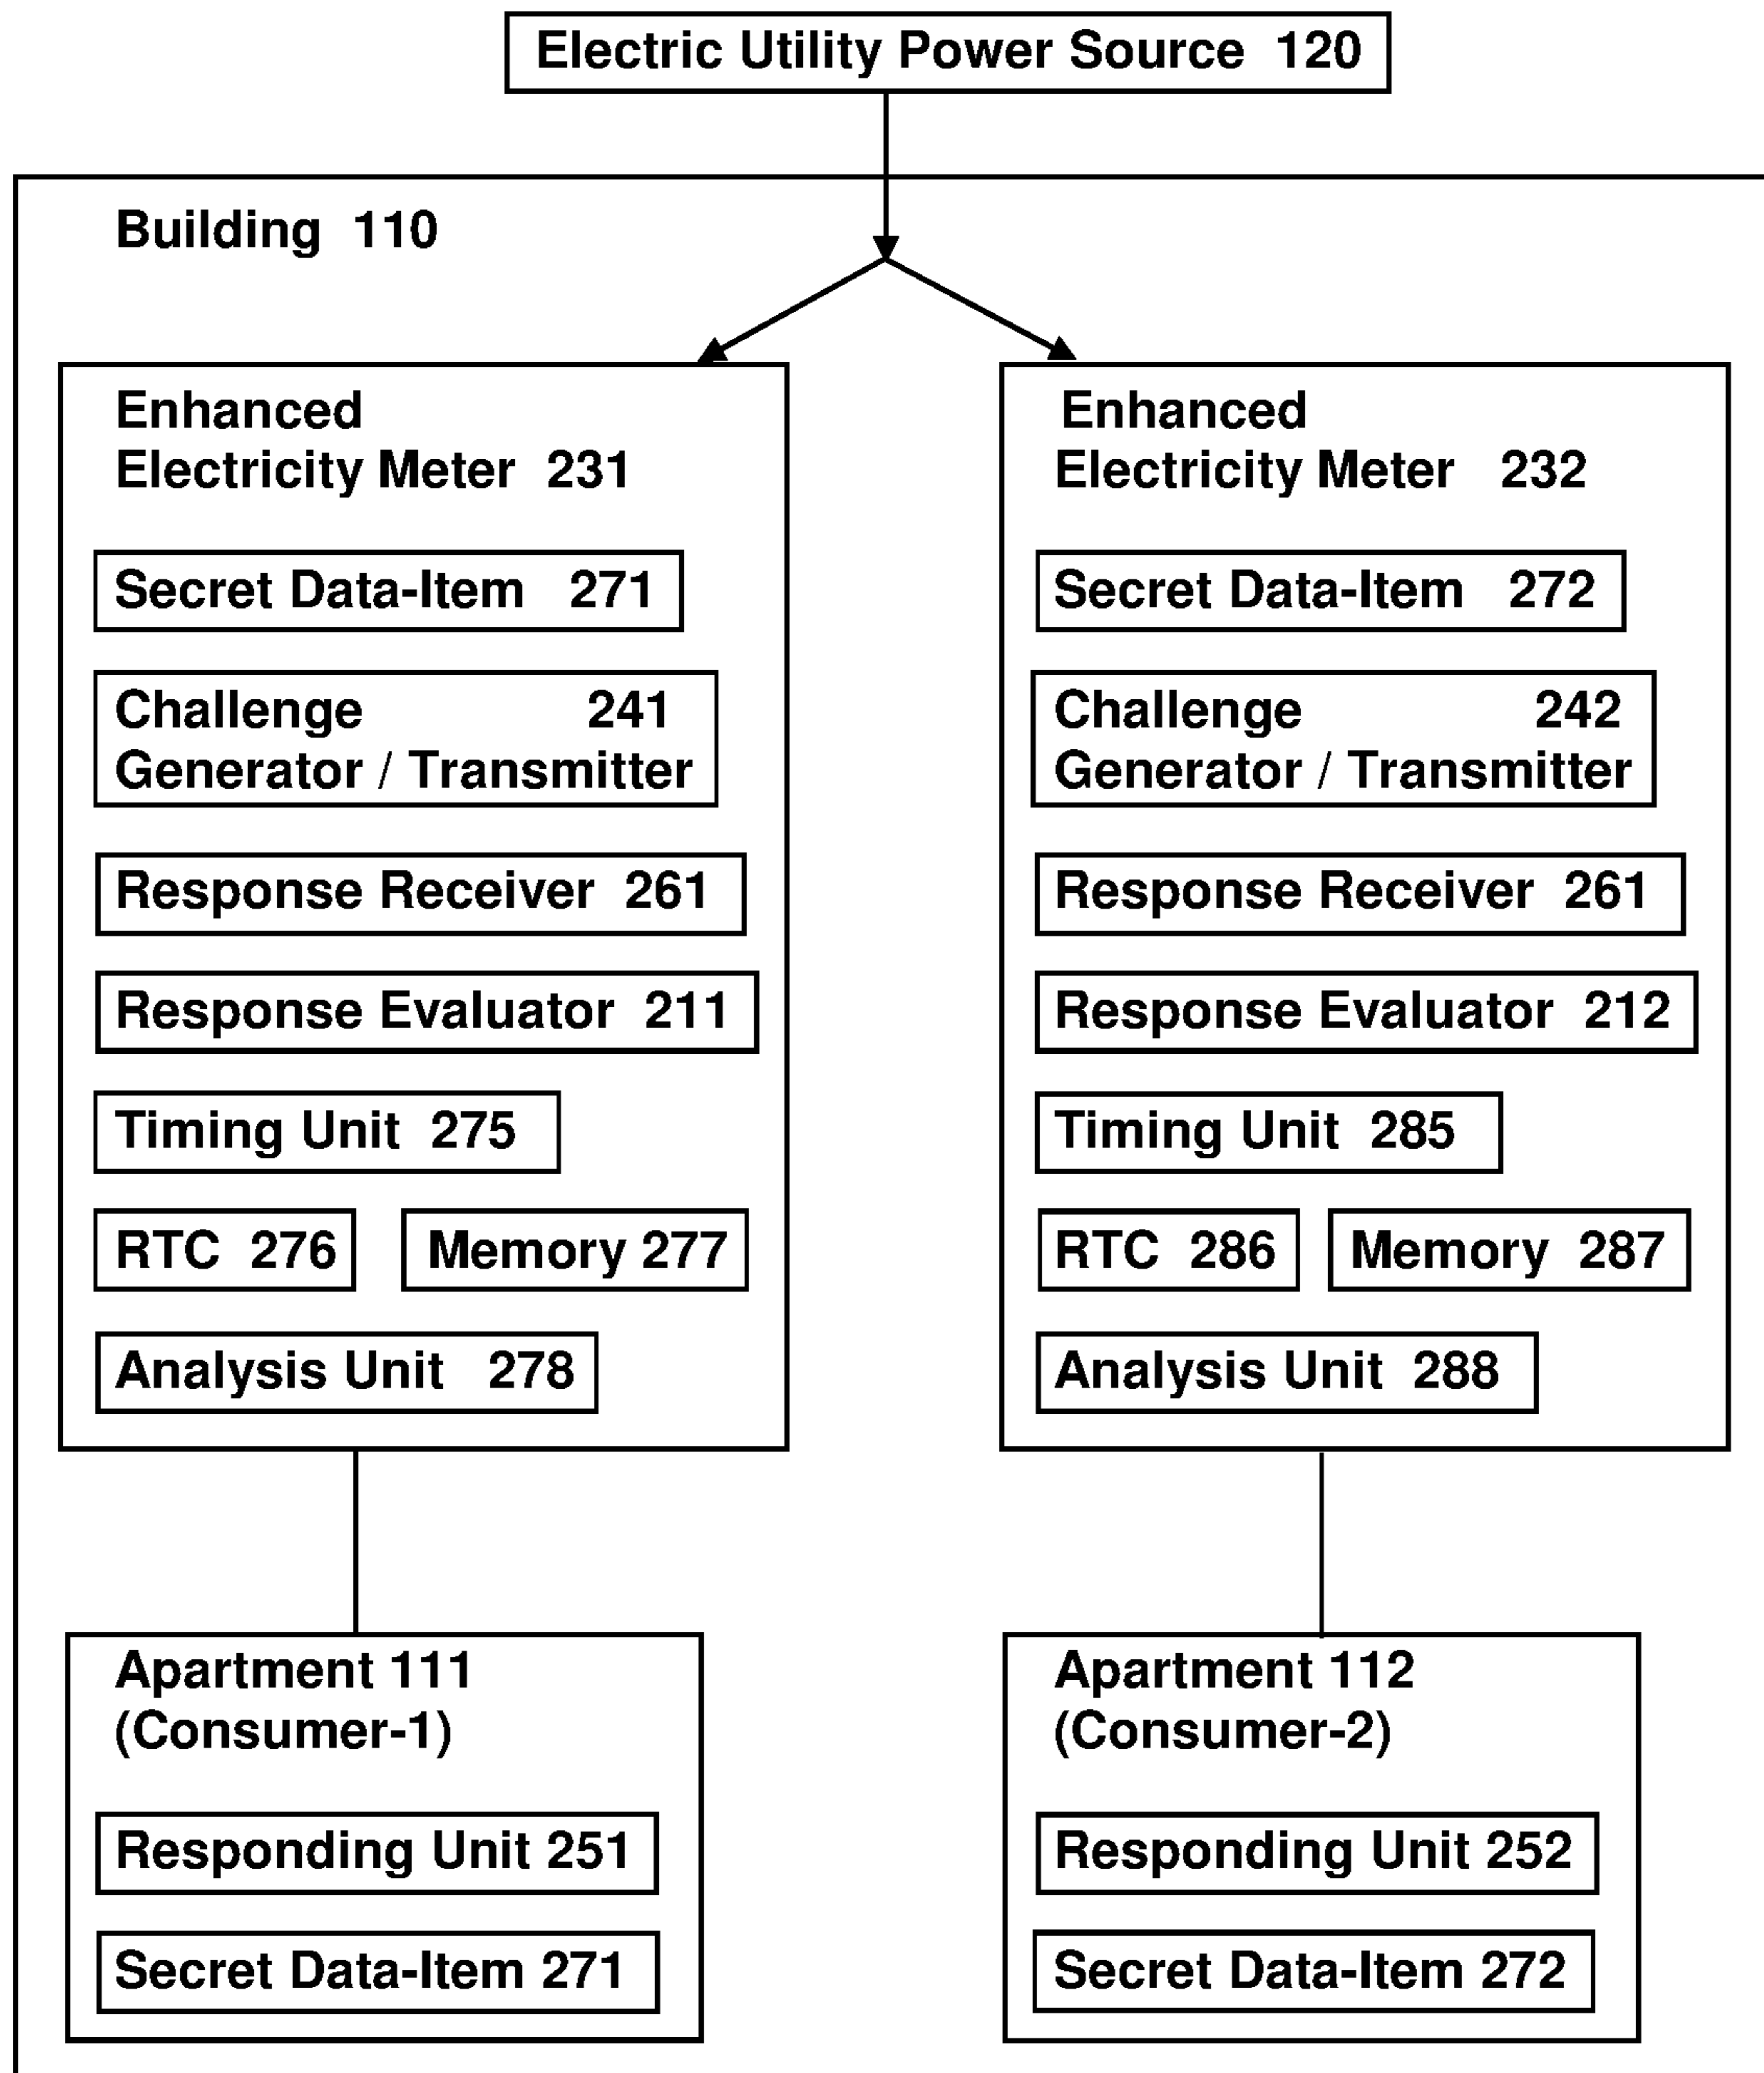 Electric Utility Power Source 120
Building 110
Enhanced
Electricity Meter 231
Secret Data-Item 271
Challenge 241
Generator / Transmitter
Response Receiver 261
Response Evaluator 211
Timing Unit 275
RTC 276
Memory 277
Analysis Unit 278
Apartment 111
(Consumer-1)
Responding Unit 251
Secret Data-Item 271
Enhanced
Electricity Meter 232
Secret Data-Item 272
Challenge 242
Generator / Transmitter
Response Receiver 261
Response Evaluator 212
Timing Unit 285
RTC 286
Memory 287
Analysis Unit 288
Apartment 112
(Consumer-2)
Responding Unit 252
Secret Data-Item 272